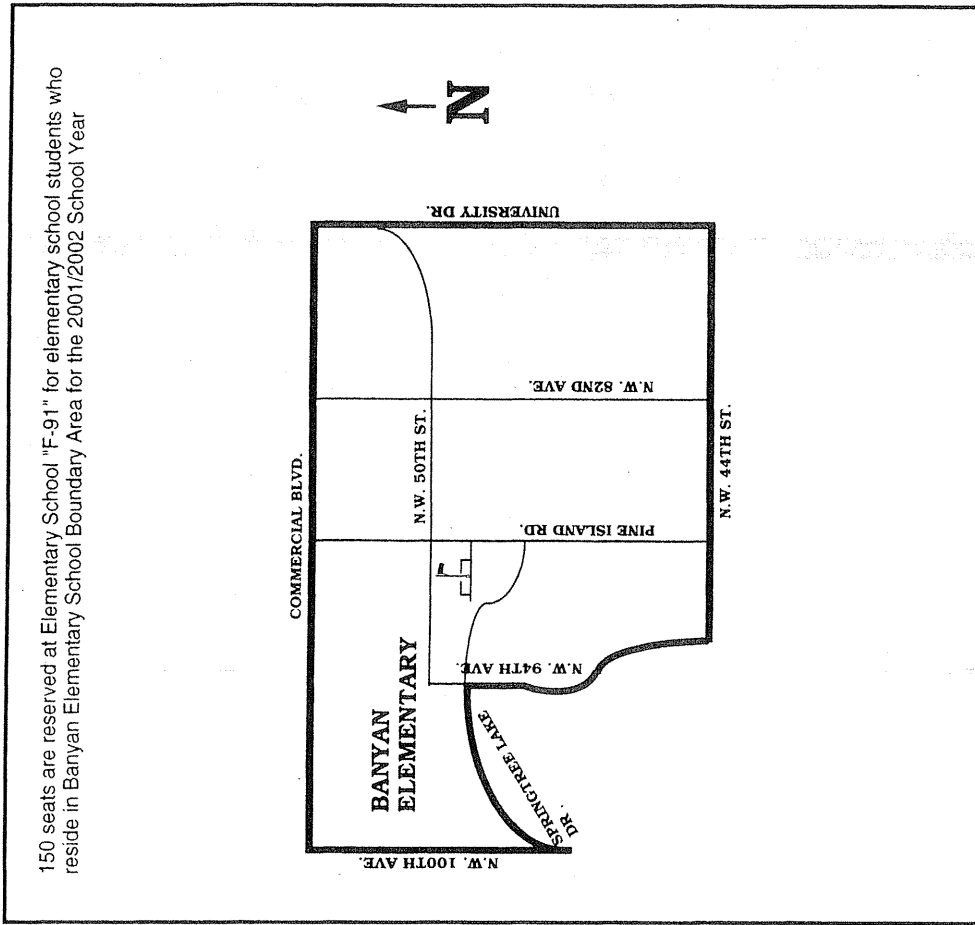 150 seats are reserved at Elementary School "F-91" for elementary school students who
reside in Banyan Elementary School Boundary Area for the 2001/2002 School Year
N
COMMERCIAL BLVD.
UNIVERSITY DR.
N.W. 50TH ST.
N.W. 82ND AVE.
PINE ISLAND RD.
N.W. 44TH ST.
BANYAN
ELEMENTARY
N.W. 94TH AVE.
N.W. 100TH AVE.
SPRINGTREE LAKE
DR.